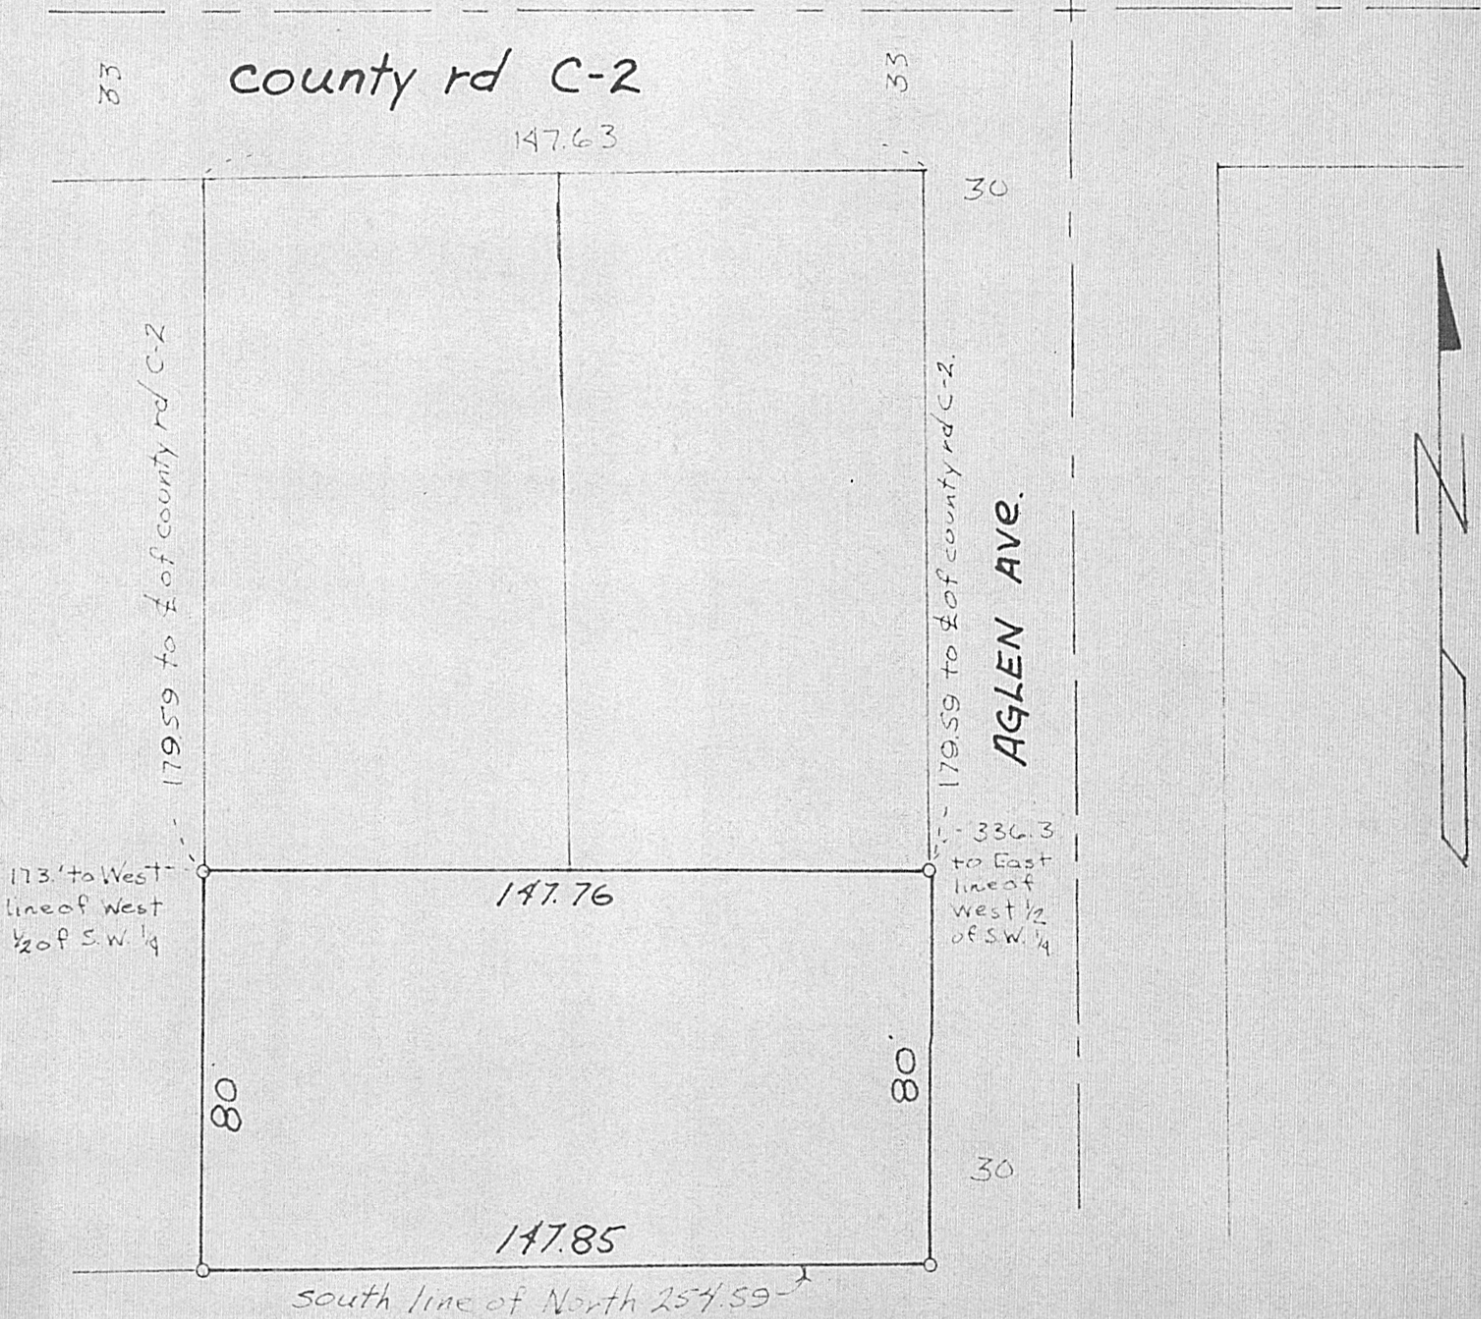 33
county rd C-2
33
147.63
30
179.59 to ℄ of county rd C-2
179.59 to ℄ of county rd C-2.
AGLEN AVE.
N
173.' to West
line of West
1/2 of S.W. 1/4
147.76
336.3
to East
line of
West 1/2
of S.W. 1/4
80
80
30
147.85
south line of North 254.59